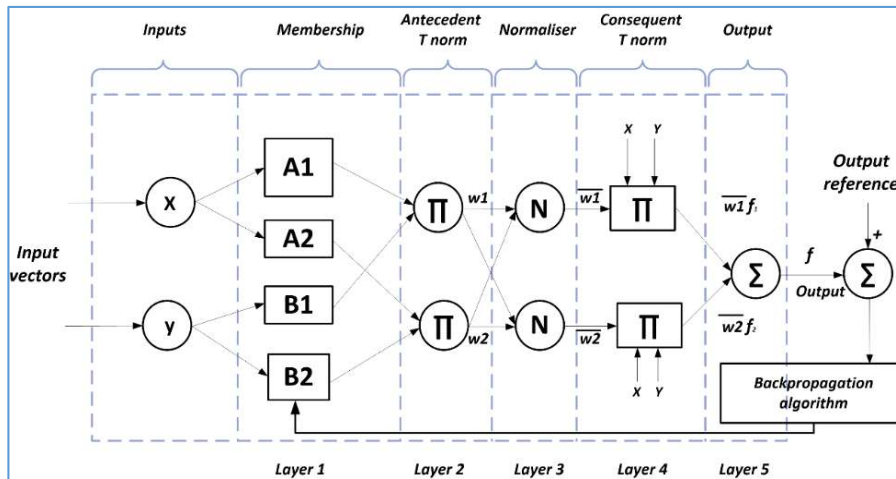 Inputs
Membership
Antecedent
T norm
Normaliser
Consequent
T norm
Output
X
Y
A1
A2
B1
B2
x
y
Input
vectors
Π
w1
Π
w2
N
w1
N
w2
Π
Π
X
Y
w1 f₁
w2 f₂
Σ
f
Output
Output
reference
+
Σ
Backpropagation
algorithm
Layer 1
Layer 2
Layer 3
Layer 4
Layer 5